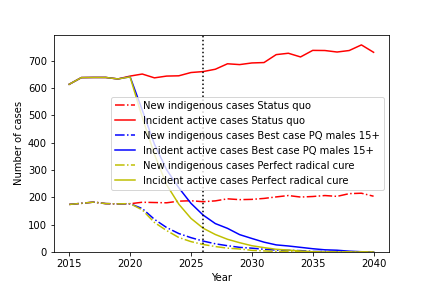 700
600
500
400
300
200
100
0
Number of cases
New indigenous cases Status quo
Incident active cases Status quo
New indigenous cases Best case PQ males 15+
Incident active cases Best case PQ males 15+
New indigenous cases Perfect radical cure
Incident active cases Perfect radical cure
2015 2020 2025 2030 2035 2040
Year